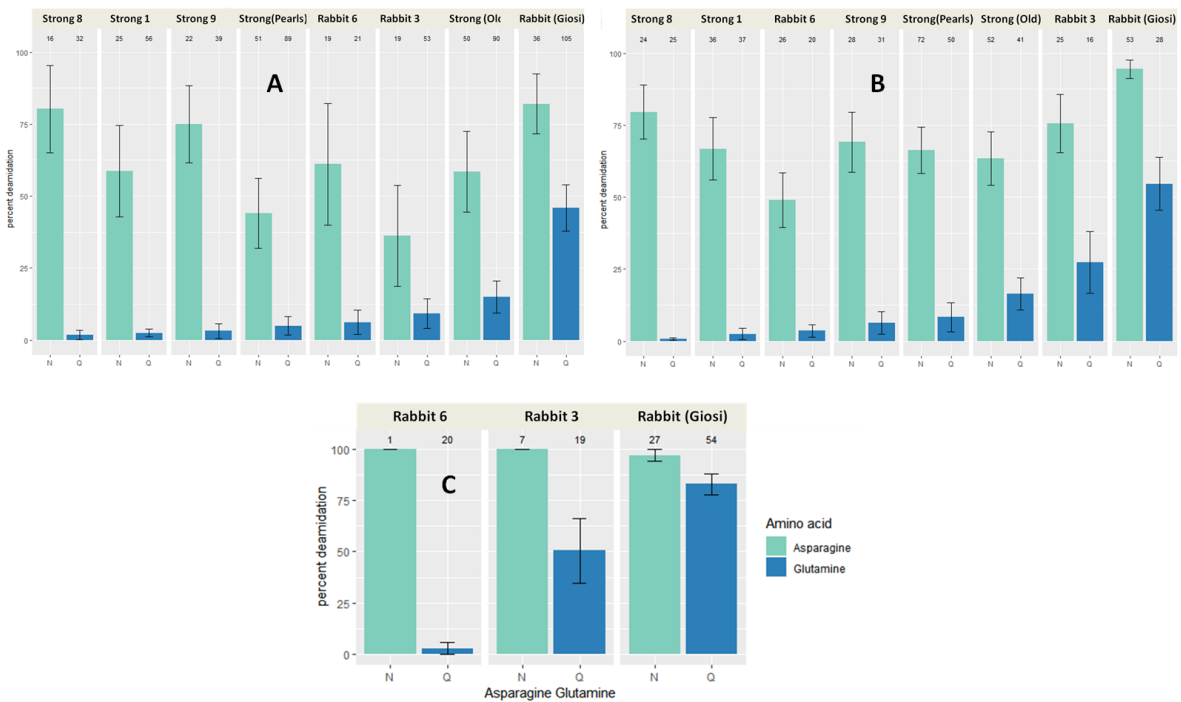 Strong 8 Strong 1 Strong 9 Strong(Pearls) Rabbit 6 Rabbit 3 Strong (Olc Rabbit (Giosi)
16 32 25 56 22 39 51 89 19 21 19 53 50 90 36 105
A
percent deamidation
100
75
50
25
0
N Q N Q N Q N Q N Q N Q N Q N Q
Strong 8 Strong 1 Rabbit 6 Strong 9 Strong(Pearls) Strong (Old) Rabbit 3 Rabbit (Giosi)
24 25 36 37 26 20 28 31 72 50 52 41 25 16 53 28
B
percent deamidation
100
75
50
25
0
N Q N Q N Q N Q N Q N Q N Q N Q
Rabbit 6 Rabbit 3 Rabbit (Giosi)
1 20 7 19 27 54
C
percent deamidation
100
75
50
25
0
N Q N Q N Q
Asparagine Glutamine
Amino acid
Asparagine
Glutamine